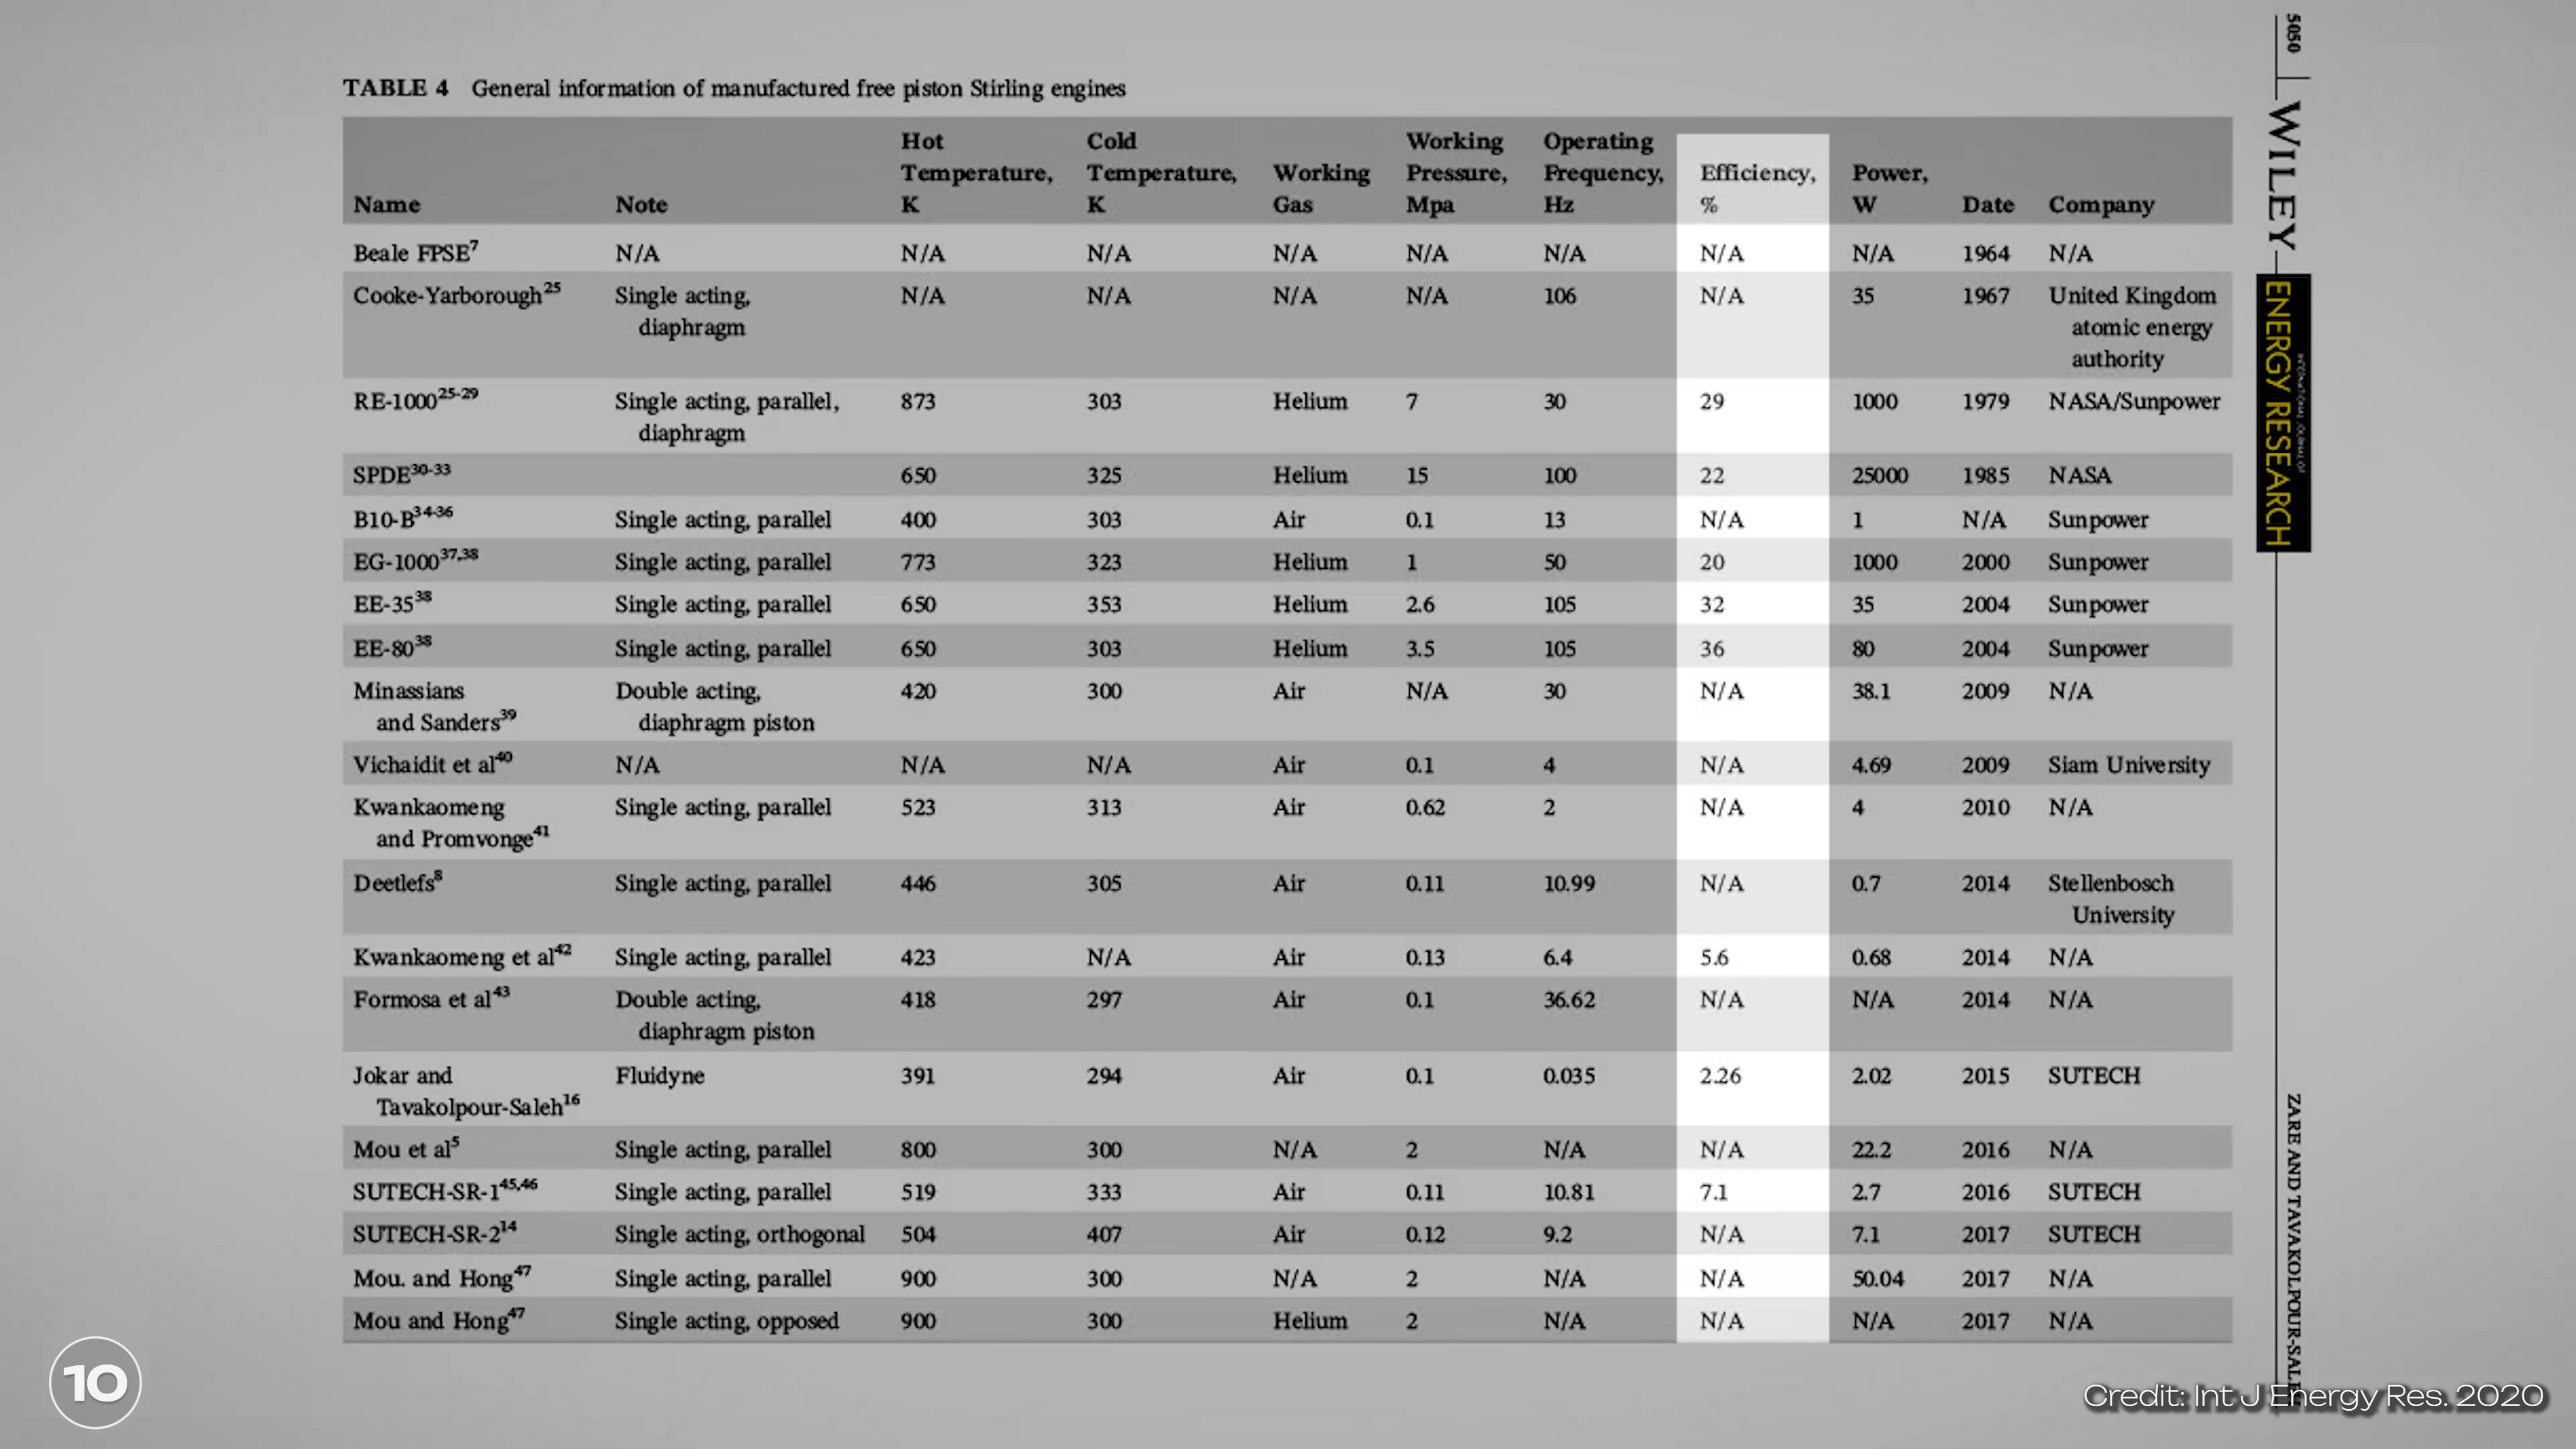 TABLE 4 General information of manufactured free piston Stirling engines
Name Note Hot Temperature, K Cold Temperature, K Working Gas Working Pressure, Mpa Operating Frequency, Hz Efficiency, % Power, W Date Company
Beale FPSE7 N/A N/A N/A N/A N/A N/A N/A N/A 1964 N/A
Cooke-Yarborough25 Single acting, diaphragm N/A N/A N/A N/A 106 N/A 35 1967 United Kingdom atomic energy authority
RE-100025-29 Single acting, parallel, diaphragm 873 303 Helium 7 30 29 1000 1979 NASA/Sunpower
SPDE30-33 650 325 Helium 15 100 22 25000 1985 NASA
B10-B34-36 Single acting, parallel 400 303 Air 0.1 13 N/A 1 N/A Sunpower
EG-100037,38 Single acting, parallel 773 323 Helium 1 50 20 1000 2000 Sunpower
EE-3538 Single acting, parallel 650 353 Helium 2.6 105 32 35 2004 Sunpower
EE-8038 Single acting, parallel 650 303 Helium 3.5 105 36 80 2004 Sunpower
Minassians and Sanders39 Double acting, diaphragm piston 420 300 Air N/A 30 N/A 38.1 2009 N/A
Vichaidit et al40 N/A N/A N/A Air 0.1 4 N/A 4.69 2009 Siam University
Kwankaomeng and Promvonge41 Single acting, parallel 523 313 Air 0.62 2 N/A 4 2010 N/A
Deetlefs8 Single acting, parallel 446 305 Air 0.11 10.99 N/A 0.7 2014 Stellenbosch University
Kwankaomeng et al42 Single acting, parallel 423 N/A Air 0.13 6.4 5.6 0.68 2014 N/A
Formosa et al43 Double acting, diaphragm piston 418 297 Air 0.1 36.62 N/A N/A 2014 N/A
Jokar and Tavakolpour-Saleh16 Fluidyne 391 294 Air 0.1 0.035 2.26 2.02 2015 SUTECH
Mou et al5 Single acting, parallel 800 300 N/A 2 N/A N/A 22.2 2016 N/A
SUTECH-SR-145,46 Single acting, parallel 519 333 Air 0.11 10.81 7.1 2.7 2016 SUTECH
SUTECH-SR-214 Single acting, orthogonal 504 407 Air 0.12 9.2 N/A 7.1 2017 SUTECH
Mou. and Hong47 Single acting, parallel 900 300 N/A 2 N/A N/A 50.04 2017 N/A
Mou and Hong47 Single acting, opposed 900 300 Helium 2 N/A N/A N/A 2017 N/A
5050
WILEY
INTERNATIONAL JOURNAL OF
ENERGY RESEARCH
ZARE AND TAVAKOLPOUR-SALE
10
Credit: Int J Energy Res. 2020